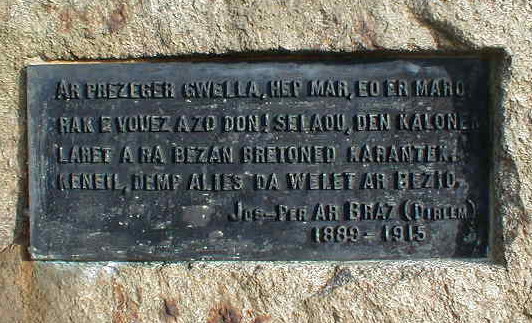 AR PREZEGER GWELLA, HEP MAR, EO ER MARO
RAK E VOUEZ A ZO DON! SELAOU, DEN KALONEK
LARET A RA BEZAN BRETONED KARANTEK.
KENEIL, DEMP ALIES DA WELET AR BEZIO.
JOS-PER AR BRAZ (DIRLEM)
1889-1915